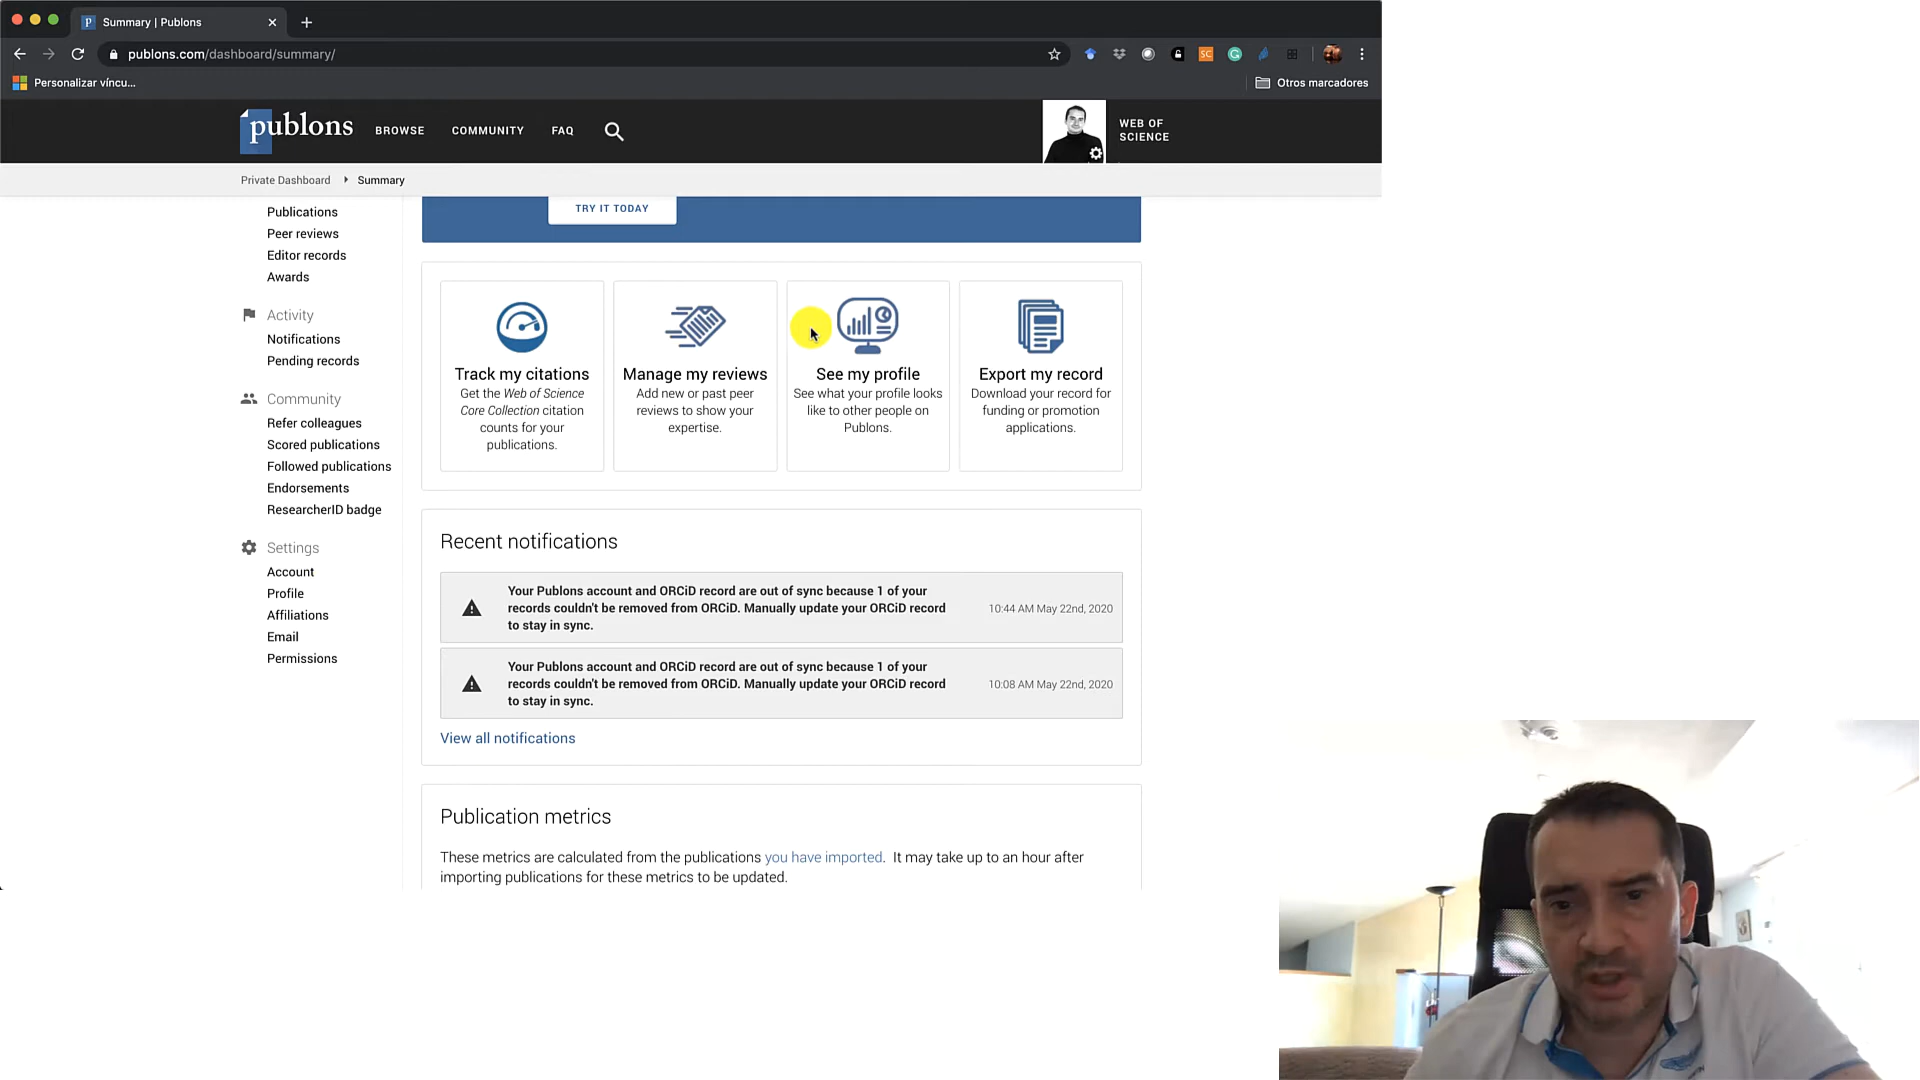 Summary | Publons
publons.com/dashboard/summary/
Personalizar víncu...
Otros marcadores
publons
BROWSE
COMMUNITY
FAQ
WEB OF
SCIENCE
Private Dashboard
Summary
Publications
Peer reviews
Editor records
Awards
Activity
Notifications
Pending records
Community
Refer colleagues
Scored publications
Followed publications
Endorsements
ResearcherID badge
Settings
Account
Profile
Affiliations
Email
Permissions
TRY IT TODAY
Track my citations
Get the Web of Science
Core Collection citation
counts for your
publications.
Manage my reviews
Add new or past peer
reviews to show your
expertise.
See my profile
See what your profile looks
like to other people on
Publons.
Export my record
Download your record for
funding or promotion
applications.
Recent notifications
Your Publons account and ORCiD record are out of sync because 1 of your
records couldn't be removed from ORCiD. Manually update your ORCiD record
to stay in sync.
10:44 AM May 22nd, 2020
Your Publons account and ORCiD record are out of sync because 1 of your
records couldn't be removed from ORCiD. Manually update your ORCiD record
to stay in sync.
10:08 AM May 22nd, 2020
View all notifications
Publication metrics
These metrics are calculated from the publications you have imported. It may take up to an hour after
importing publications for these metrics to be updated.